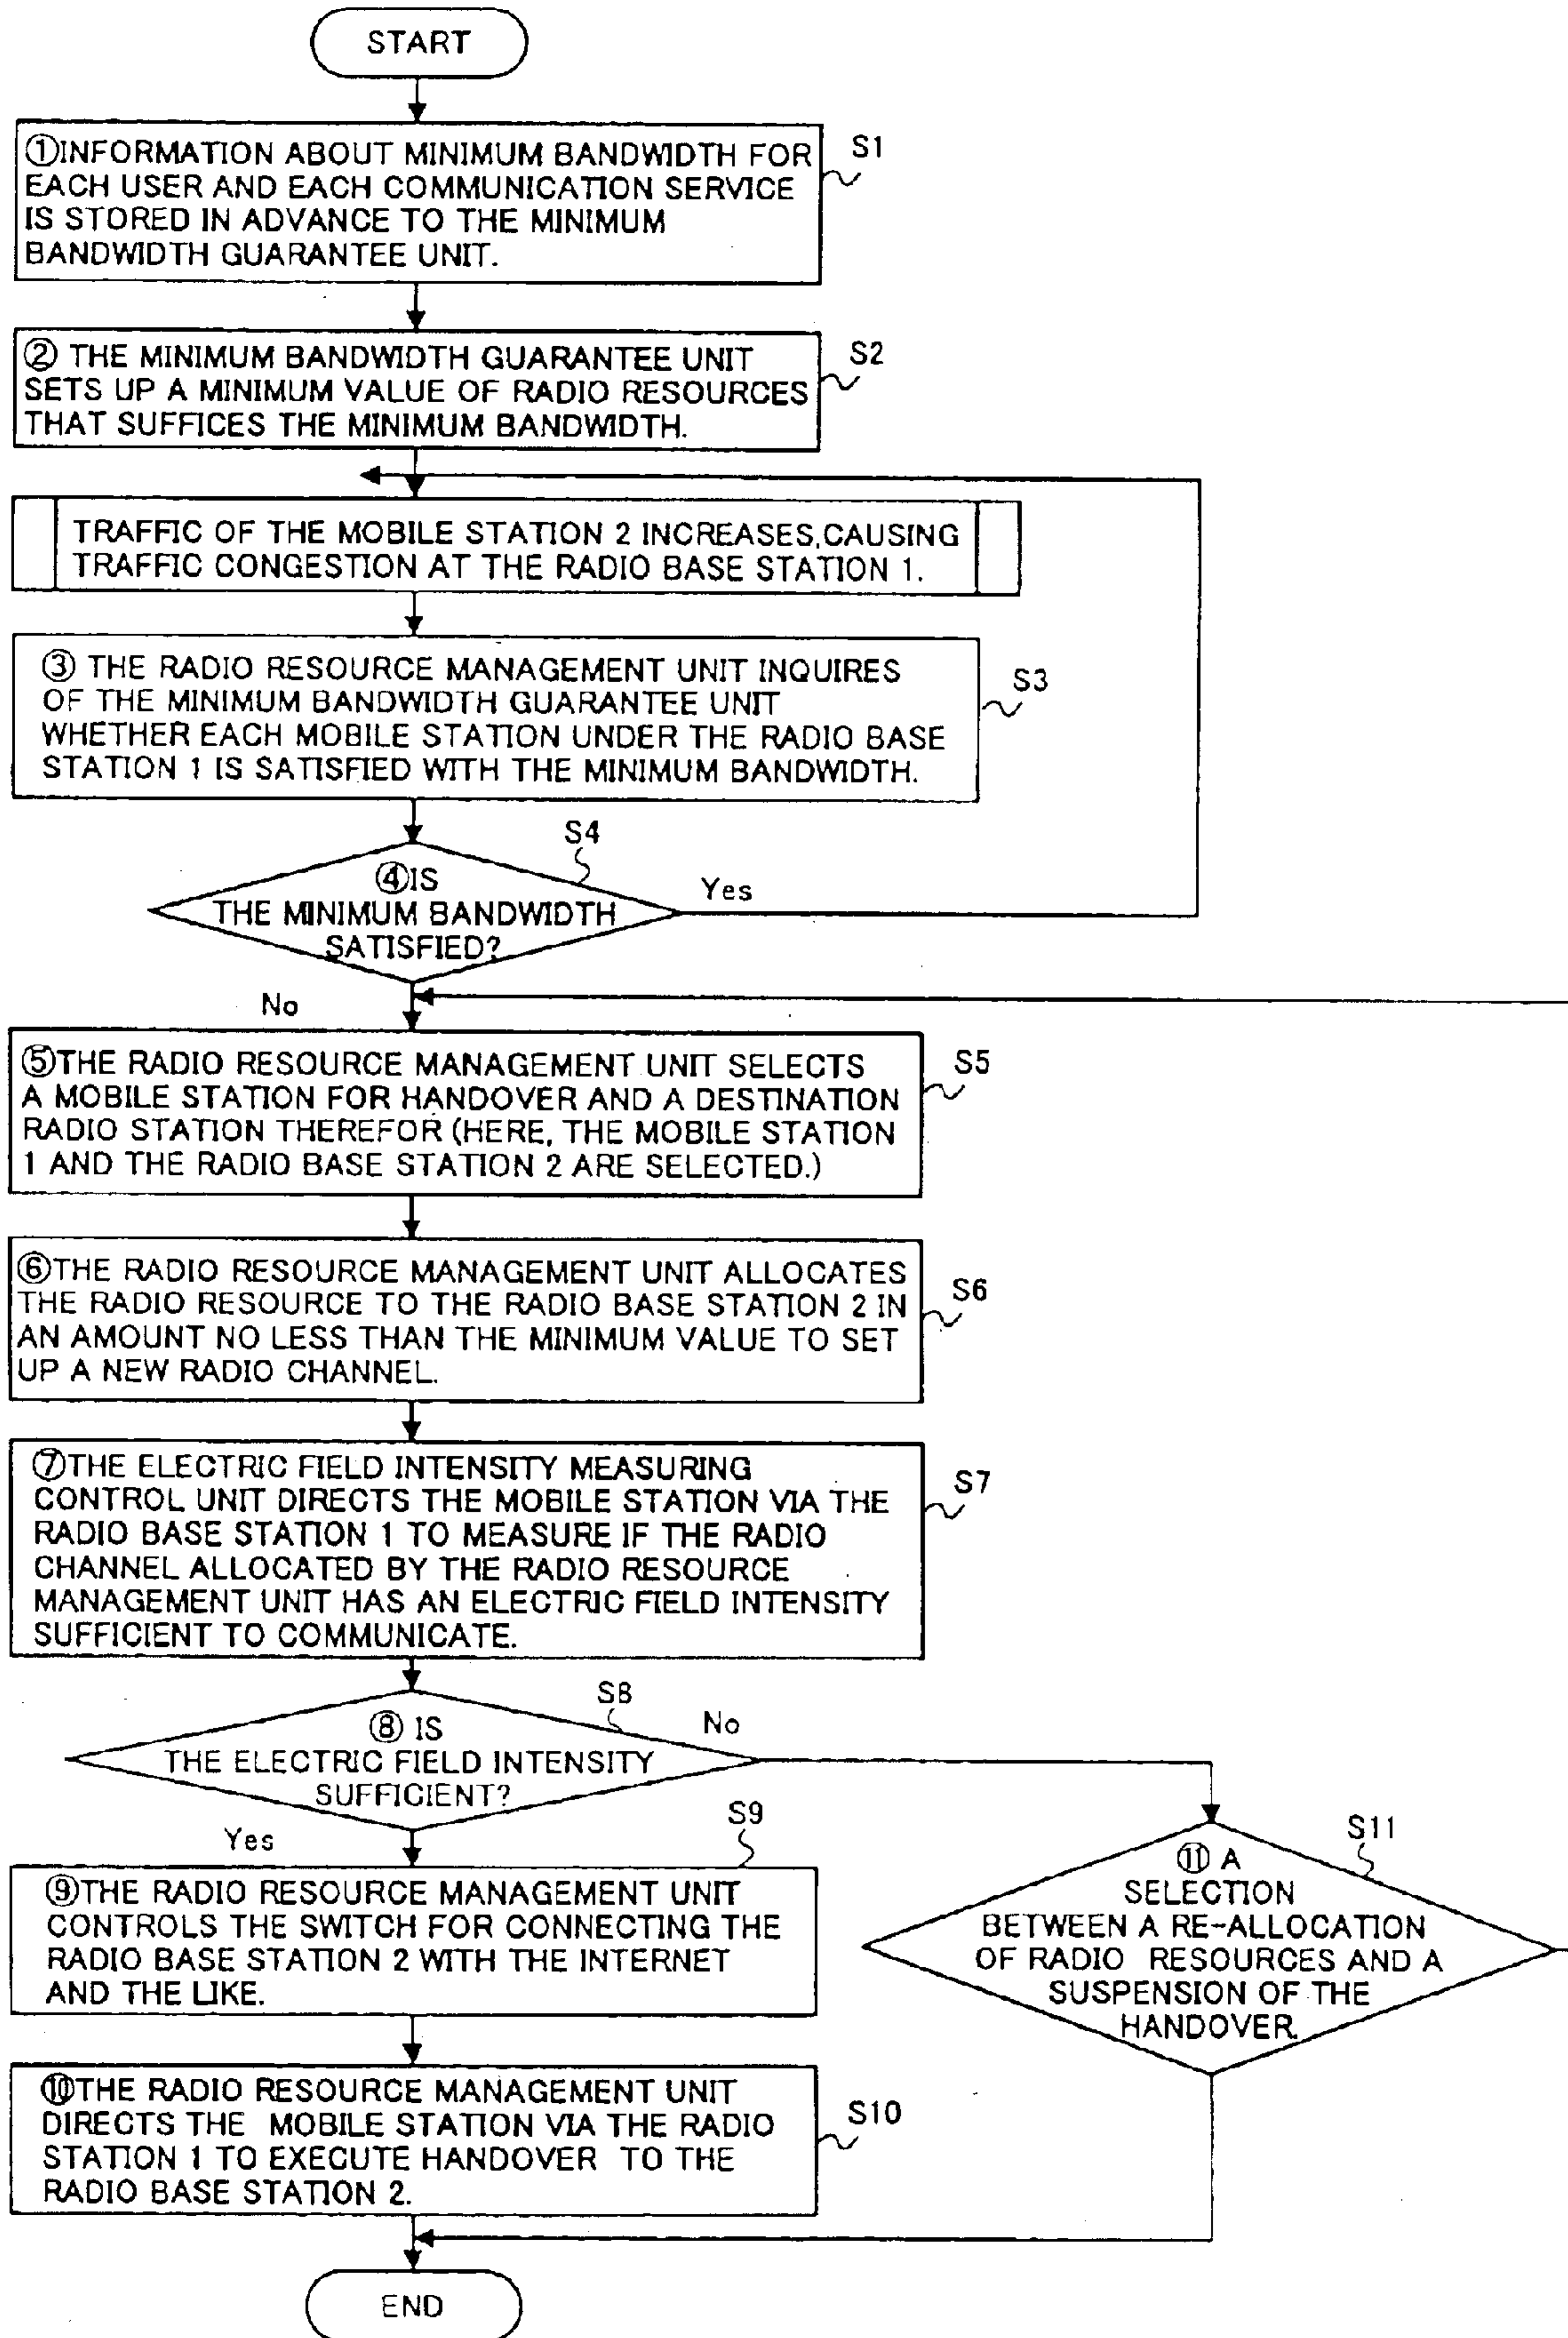 START
①INFORMATION ABOUT MINIMUM BANDWIDTH FOR
EACH USER AND EACH COMMUNICATION SERVICE
IS STORED IN ADVANCE TO THE MINIMUM
BANDWIDTH GUARANTEE UNIT.
S1
② THE MINIMUM BANDWIDTH GUARANTEE UNIT
SETS UP A MINIMUM VALUE OF RADIO RESOURCES
THAT SUFFICES THE MINIMUM BANDWIDTH.
S2
TRAFFIC OF THE MOBILE STATION 2 INCREASES,CAUSING
TRAFFIC CONGESTION AT THE RADIO BASE STATION 1.
③ THE RADIO RESOURCE MANAGEMENT UNIT INQUIRES
OF THE MINIMUM BANDWIDTH GUARANTEE UNIT
WHETHER EACH MOBILE STATION UNDER THE RADIO BASE
STATION 1 IS SATISFIED WITH THE MINIMUM BANDWIDTH.
S3
S4
④IS
THE MINIMUM BANDWIDTH
SATISFIED?
Yes
No
⑤THE RADIO RESOURCE MANAGEMENT UNIT SELECTS
A MOBILE STATION FOR HANDOVER AND A DESTINATION
RADIO STATION THEREFOR (HERE, THE MOBILE STATION
1 AND THE RADIO BASE STATION 2 ARE SELECTED.)
S5
⑥THE RADIO RESOURCE MANAGEMENT UNIT ALLOCATES
THE RADIO RESOURCE TO THE RADIO BASE STATION 2 IN
AN AMOUNT NO LESS THAN THE MINIMUM VALUE TO SET
UP A NEW RADIO CHANNEL.
S6
⑦THE ELECTRIC FIELD INTENSITY MEASURING
CONTROL UNIT DIRECTS THE MOBILE STATION VIA THE
RADIO BASE STATION 1 TO MEASURE IF THE RADIO
CHANNEL ALLOCATED BY THE RADIO RESOURCE
MANAGEMENT UNIT HAS AN ELECTRIC FIELD INTENSITY
SUFFICIENT TO COMMUNICATE.
S7
S8
⑧ IS
THE ELECTRIC FIELD INTENSITY
SUFFICIENT?
No
Yes
S9
⑨THE RADIO RESOURCE MANAGEMENT UNIT
CONTROLS THE SWITCH FOR CONNECTING THE
RADIO BASE STATION 2 WITH THE INTERNET
AND THE LIKE.
S11
⑪ A
SELECTION
BETWEEN A RE-ALLOCATION
OF RADIO RESOURCES AND A
SUSPENSION OF THE
HANDOVER.
⑩THE RADIO RESOURCE MANAGEMENT UNIT
DIRECTS THE MOBILE STATION VIA THE RADIO
STATION 1 TO EXECUTE HANDOVER TO THE
RADIO BASE STATION 2.
S10
END